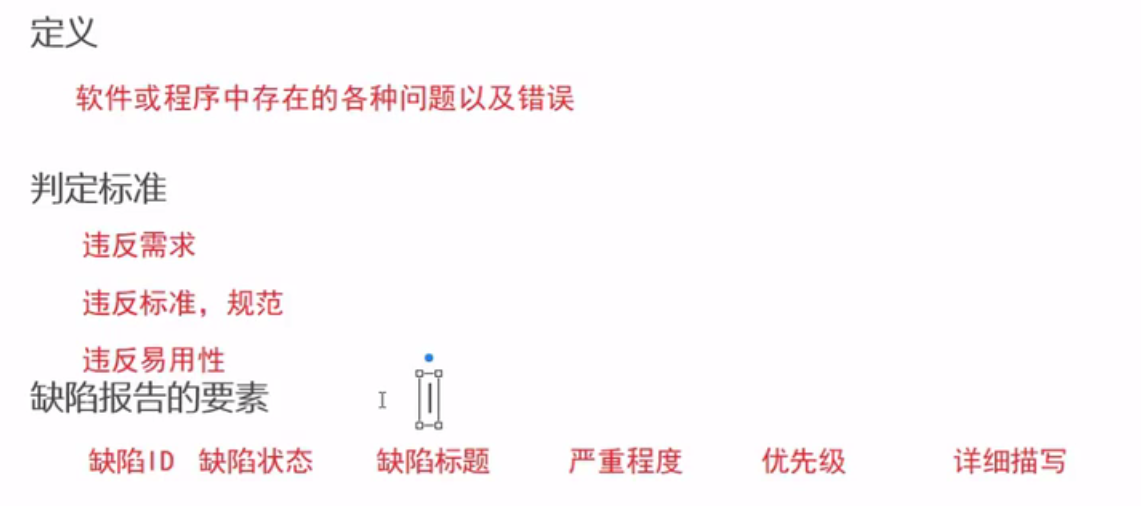 定义
软件或程序中存在的各种问题以及错误
判定标准
违反需求
违反标准，规范
违反易用性
缺陷报告的要素
缺陷ID 缺陷状态 缺陷标题 严重程度 优先级 详细描写